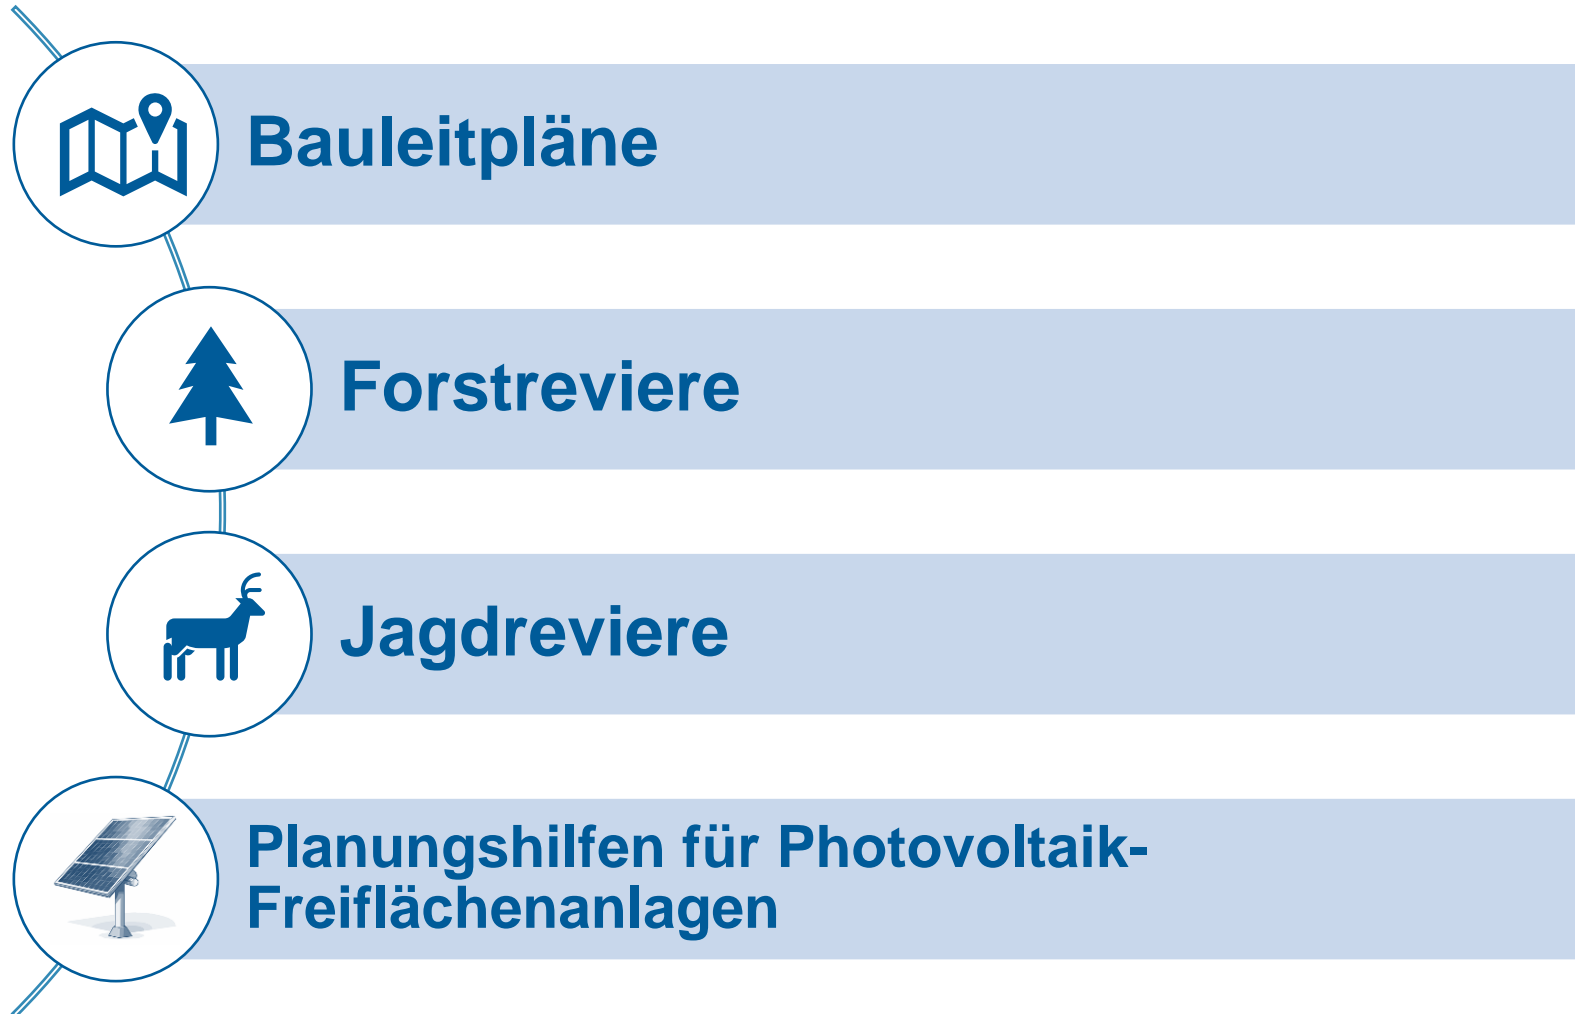 Bauleitpläne
Forstreviere
Jagdreviere
Planungshilfen für Photovoltaik-
Freiflächenanlagen